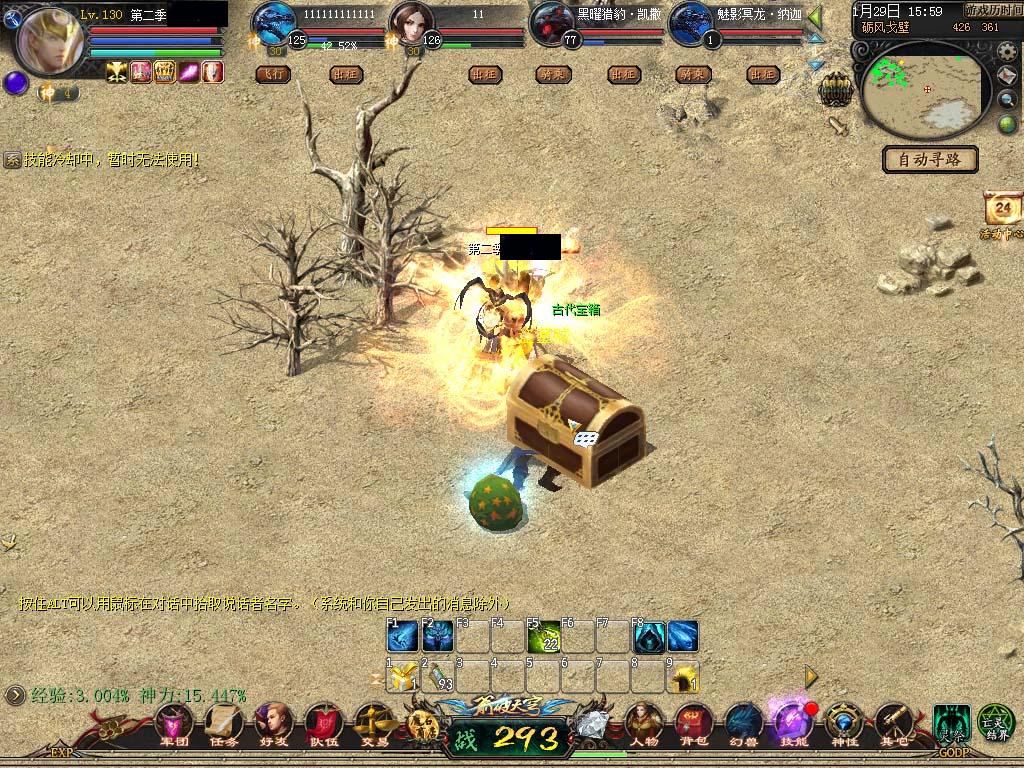 Lv.130 第二季
神 4
111111111111
125
42.52%
30
飞行
出征
11
126
30
出征
黑曜猎豹·凯撒
77
骑乘
出征
魅影冥龙·纳迦
1
骑乘
出征
1月29日 15:59
游戏历时间
砺风戈壁 426 361
自动寻路
24
活动中心
系 技能冷却中，暂时无法使用！
第二季
古代宝箱
按住ALT可以用鼠标在对话中拾取说话者名字。（系统和你自己发出的消息除外）
F1 F2 F3 F4 F5 F6 F7 F8
22
1 2 3 4 5 6 7 8 9
1 93 1
经验:3.004% 神力:15.447%
军团 任务 好友 队伍 交易
战 293
人物 背包 幻兽 技能 神性 其它
亡灵结界
EXP
GODP